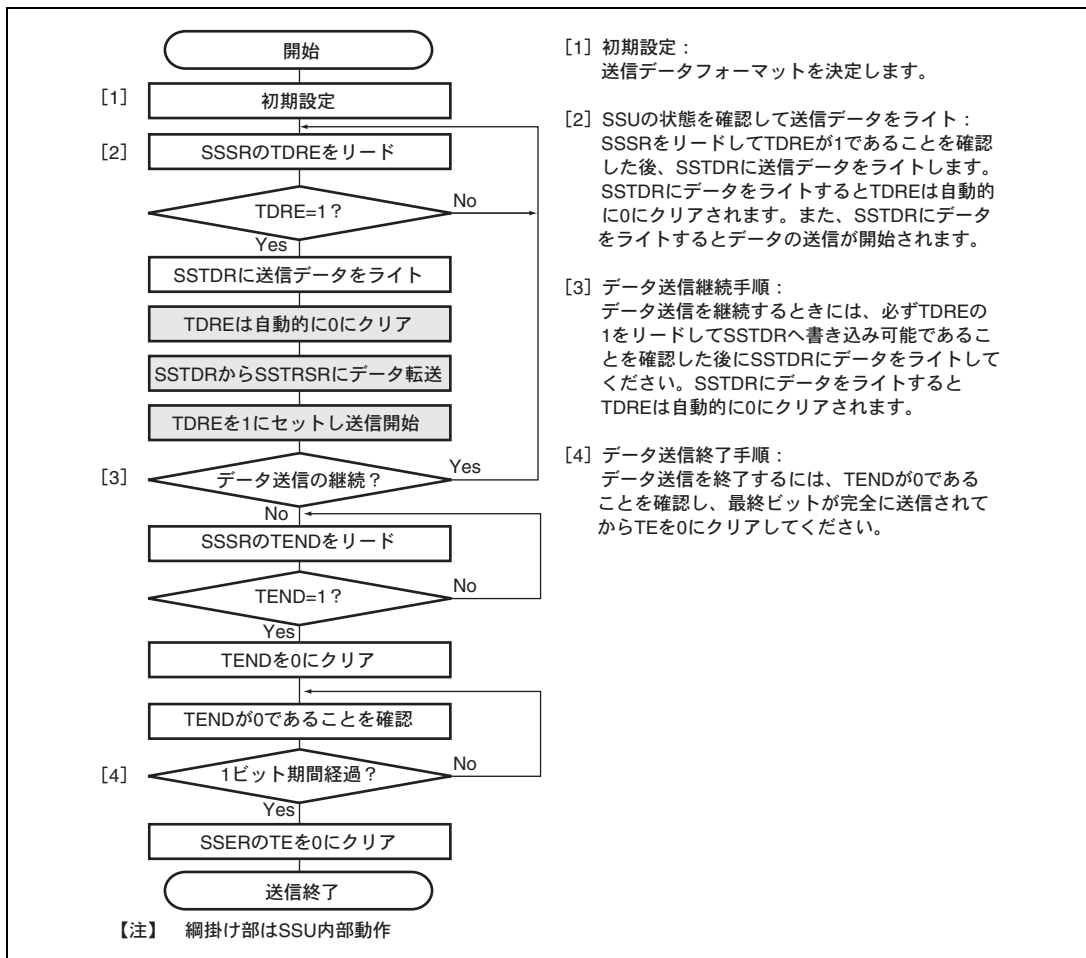 開始
[1]
初期設定
[2]
SSSRのTDREをリード
TDRE=1？
No
Yes
SSTDRに送信データをライト
TDREは自動的に0にクリア
SSTDRからSSTRSRにデータ転送
TDREを1にセットし送信開始
[3]
データ送信の継続？
Yes
No
SSSRのTENDをリード
TEND=1？
No
Yes
TENDを0にクリア
TENDが0であることを確認
[4]
1ビット期間経過？
No
Yes
SSERのTEを0にクリア
送信終了
【注】 網掛け部はSSU内部動作
[1] 初期設定：
送信データフォーマットを決定します。
[2] SSUの状態を確認して送信データをライト：
SSSRをリードしてTDREが1であることを確認
した後、SSTDRに送信データをライトします。
SSTDRにデータをライトするとTDREは自動的
に0にクリアされます。また、SSTDRにデータ
をライトするとデータの送信が開始されます。
[3] データ送信継続手順：
データ送信を継続するときには、必ずTDREの
1をリードしてSSTDRへ書き込み可能であるこ
とを確認した後にSSTDRにデータをライトして
ください。SSTDRにデータをライトすると
TDREは自動的に0にクリアされます。
[4] データ送信終了手順：
データ送信を終了するには、TENDが0である
ことを確認し、最終ビットが完全に送信されて
からTEを0にクリアしてください。